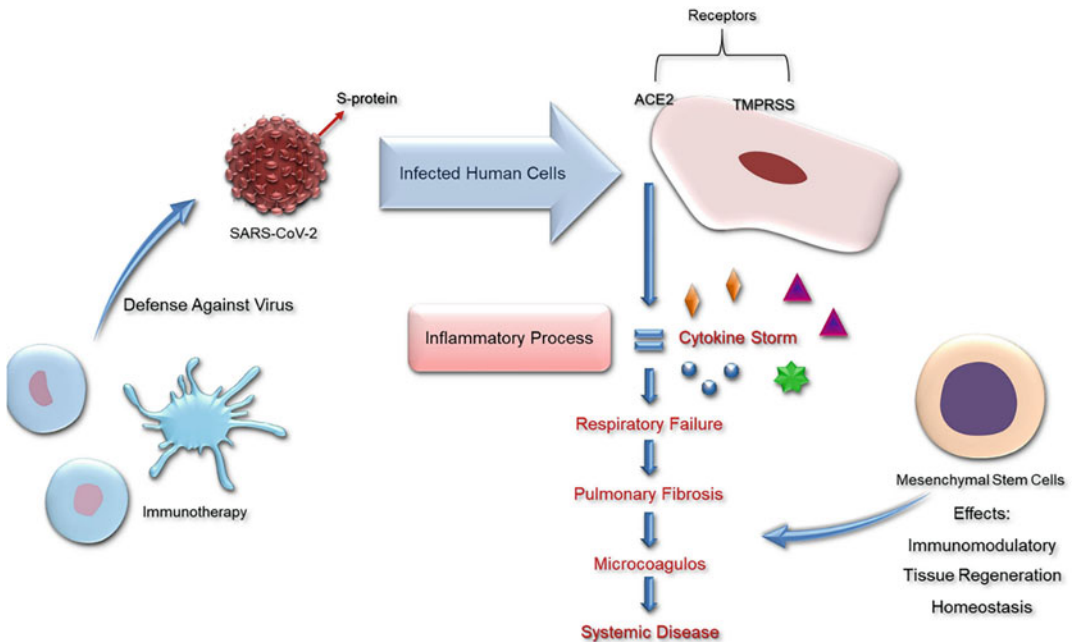 Receptors
ACE2
TMPRSS
S-protein
Infected Human Cells
SARS-CoV-2
Defense Against Virus
Immunotherapy
Inflammatory Process
Cytokine Storm
Respiratory Failure
Pulmonary Fibrosis
Microcoagulos
Systemic Disease
Mesenchymal Stem Cells
Effects:
Immunomodulatory
Tissue Regeneration
Homeostasis